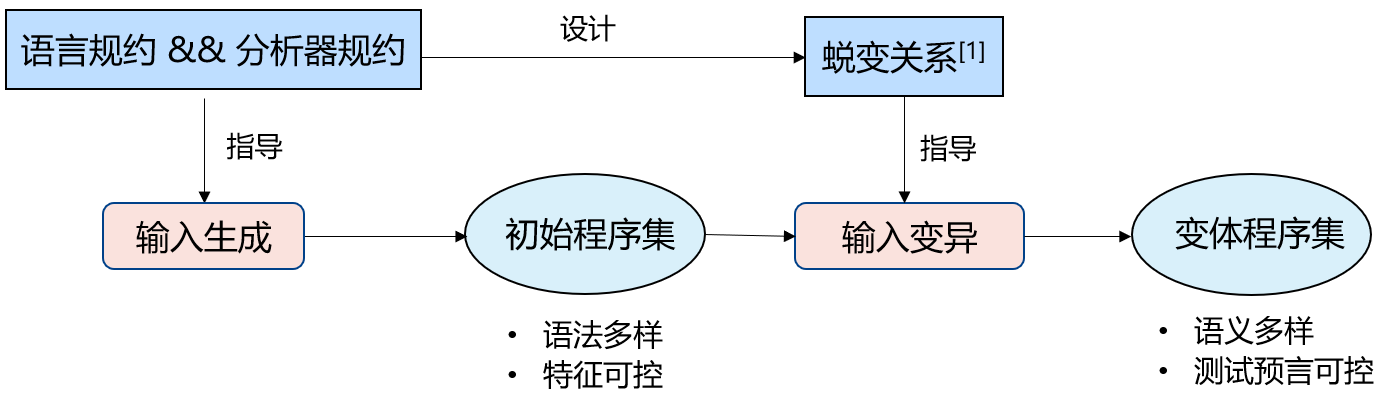 语言规约 && 分析器规约
设计
蜕变关系[1]
指导
指导
输入生成
初始程序集
输入变异
变体程序集
• 语法多样
• 特征可控
• 语义多样
• 测试预言可控